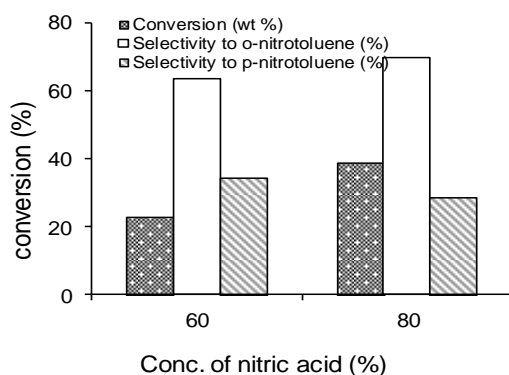 80
Conversion (wt %)
Selectivity to o-nitrotoluene (%)
Selectivity to p-nitrotoluene (%)
60
40
20
0
conversion (%)
60 80
Conc. of nitric acid (%)